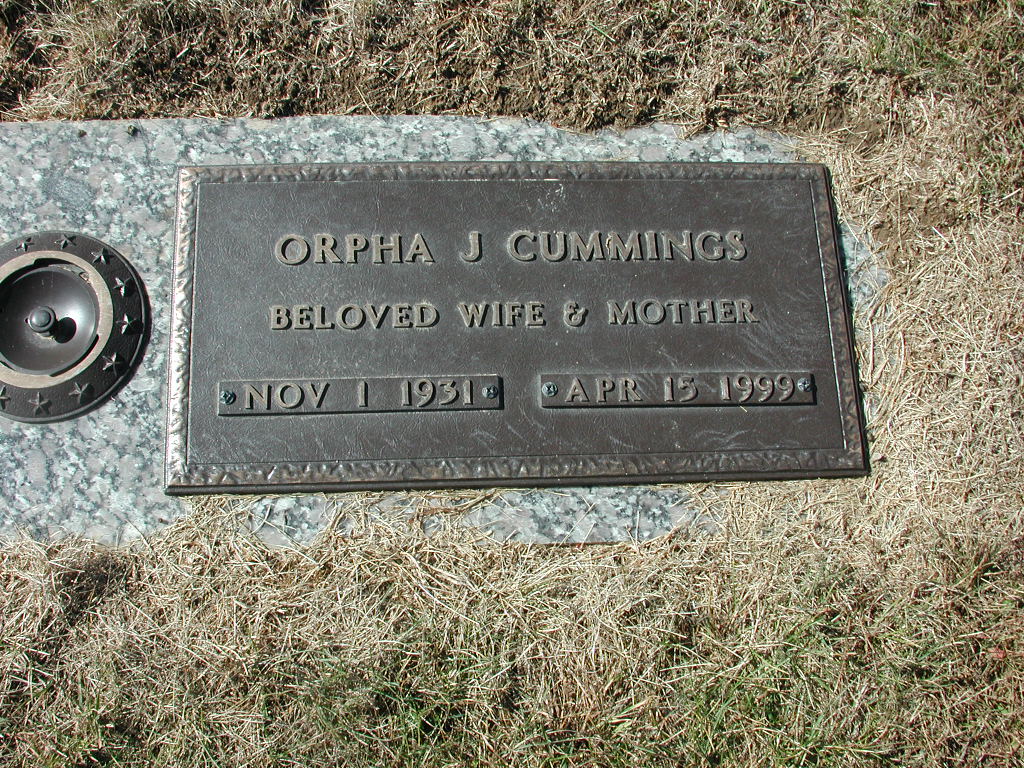 ORPHA J CUMMINGS
BELOVED WIFE & MOTHER
NOV 1 1931 APR 15 1999